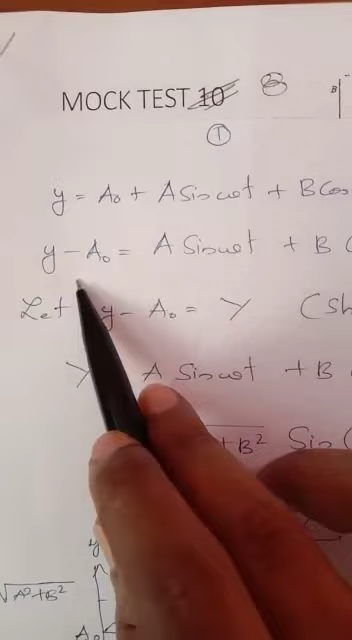 MOCK TEST 10 8
B
1
y = A₀ + A Sin ωt + B Cos
y - A₀ = A Sin ωt + B
Let y - A₀ = Y (sh
Y A Sin ωt + B
+ B² Sin (
y
√A²+B²
A₀